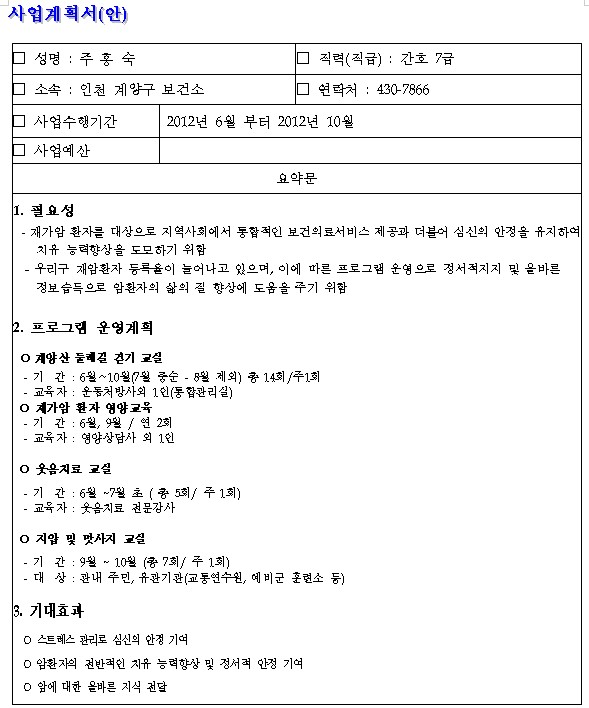 사업계획서(안)
□ 성명 : 주 홍 숙
□ 직력(직급) : 간호 7급
□ 소속 : 인천 계양구 보건소
□ 연락처 : 430-7866
□ 사업수행기간
2012년 6월 부터 2012년 10월
□ 사업예산
요약문
1. 필요성
- 재가암 환자를 대상으로 지역사회에서 통합적인 보건의료서비스 제공과 더불어 심신의 안정을 유지하여
치유 능력향상을 도모하기 위함
- 우리구 재암환자 등록율이 늘어나고 있으며, 이에 따른 프로그램 운영으로 정서적지지 및 올바른
정보습득으로 암환자의 삶의 질 향상에 도움을 주기 위함
2. 프로그램 운영계획
○ 계양산 둘레길 걷기 교실
- 기 간 : 6월~10월(7월 중순 - 8월 제외) 총 14회/주1회
- 교육자 : 운동처방사외 1인(통합관리실)
○ 재가암 환자 영양교육
- 기 간 : 6월, 9월 / 연 2회
- 교육자 : 영양상담사 외 1인
○ 웃음치료 교실
- 기 간 : 6월 ~7월 초 ( 총 5회/ 주 1회)
- 교육자 : 웃음치료 전문강사
○ 지압 및 맛사지 교실
- 기 간 : 9월 ~ 10월 (총 7회/ 주 1회)
- 대 상 : 관내 주민, 유관기관(교통연수원, 예비군 훈련소 등)
3. 기대효과
○ 스트레스 관리로 심신의 안정 기여
○ 암환자의 전반적인 치유 능력향상 및 정서적 안정 기여
○ 암에 대한 올바른 지식 전달